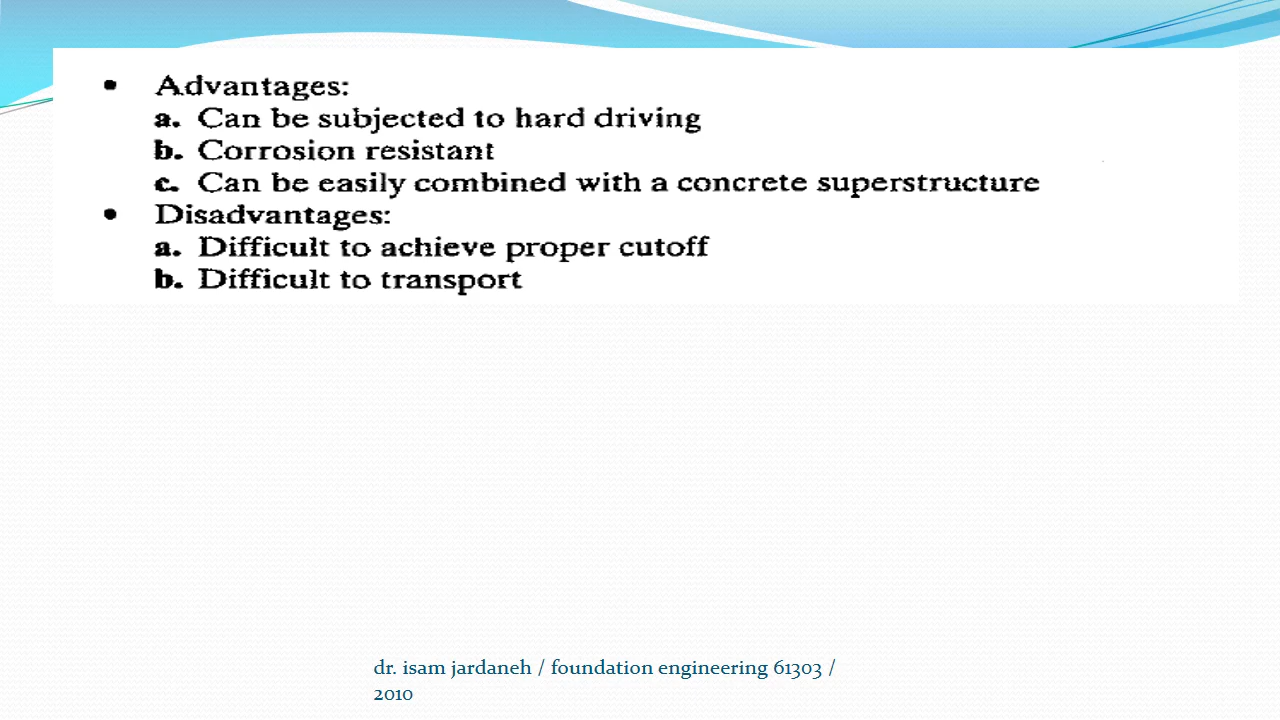 • Advantages:
a. Can be subjected to hard driving
b. Corrosion resistant
c. Can be easily combined with a concrete superstructure
• Disadvantages:
a. Difficult to achieve proper cutoff
b. Difficult to transport
dr. isam jardaneh / foundation engineering 61303 /
2010